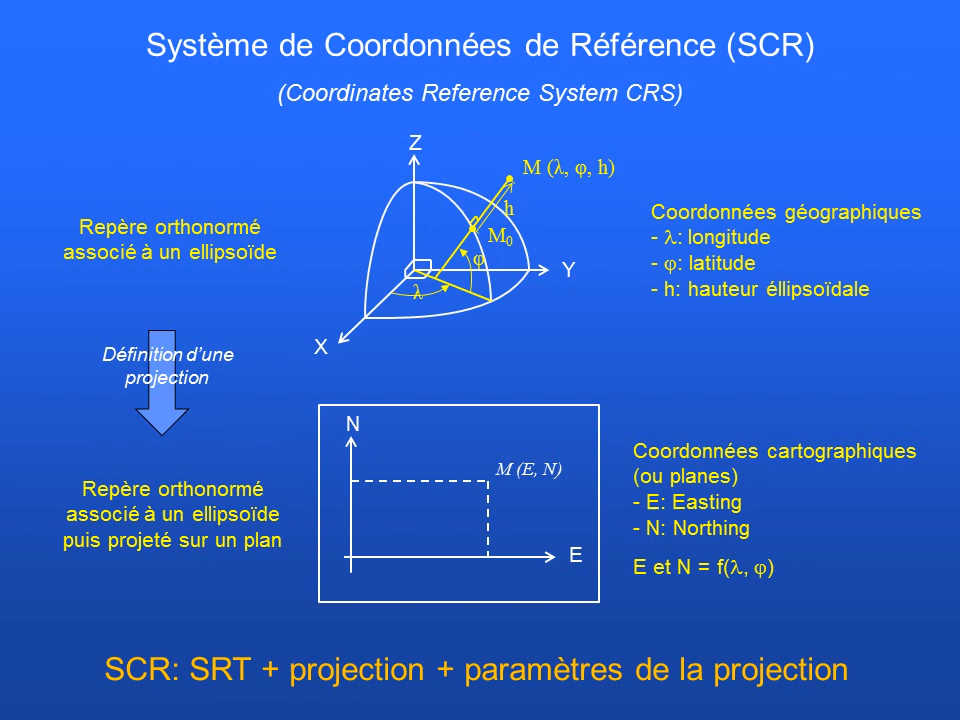 Système de Coordonnées de Référence (SCR)
(Coordinates Reference System CRS)
Repère orthonormé
associé à un ellipsoïde
Z
M (λ, φ, h)
h
M0
φ
Y
λ
X
Coordonnées géographiques
- λ: longitude
- φ: latitude
- h: hauteur éllipsoïdale
Définition d’une
projection
Repère orthonormé
associé à un ellipsoïde
puis projeté sur un plan
N
M (E, N)
E
Coordonnées cartographiques
(ou planes)
- E: Easting
- N: Northing
E et N = f(λ, φ)
SCR: SRT + projection + paramètres de la projection